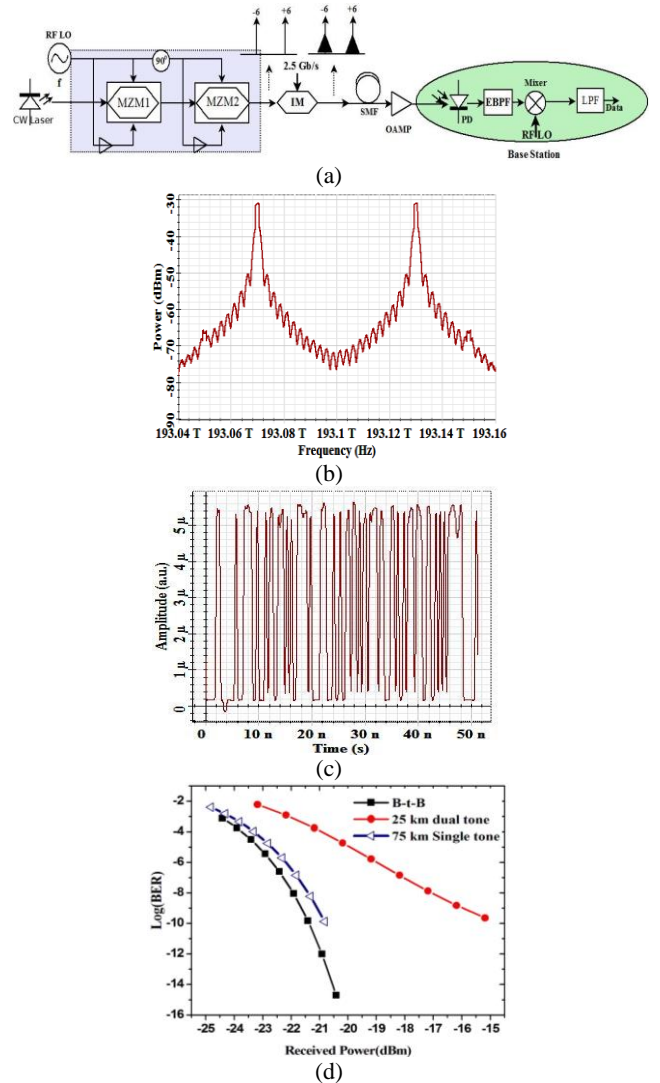 -6 +6 -6 +6
RF LO
f
90°
2.5 Gb/s
CW Laser
MZM1
MZM2
IM
SMF
OAMP
PD
EBPF
Mixer
RF LO
LPF
Data
Base Station
(a)
Power (dBm)
-30
-40
-50
-60
-70
-80
-90
193.04 T 193.06 T 193.08 T 193.1 T 193.12 T 193.14 T 193.16
Frequency (Hz)
(b)
Amplitude (a.u.)
5 µ
4 µ
3 µ
2 µ
1 µ
0
0 10 n 20 n 30 n 40 n 50 n
Time (s)
(c)
B-t-B
25 km dual tone
75 km Single tone
Log(BER)
-2
-4
-6
-8
-10
-12
-14
-16
-25 -24 -23 -22 -21 -20 -19 -18 -17 -16 -15
Received Power(dBm)
(d)